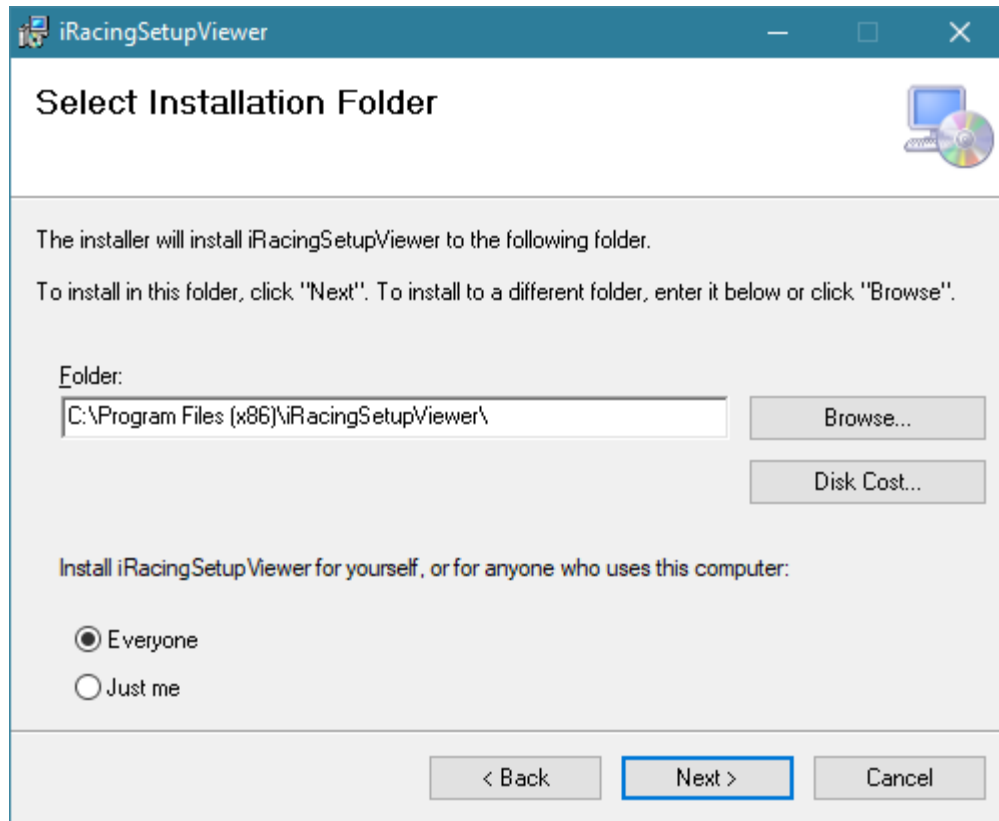 iRacingSetupViewer
Select Installation Folder
The installer will install iRacingSetupViewer to the following folder.
To install in this folder, click "Next". To install to a different folder, enter it below or click "Browse".
Folder:
C:\Program Files (x86)\iRacingSetupViewer\
Browse...
Disk Cost...
Install iRacingSetupViewer for yourself, or for anyone who uses this computer:
Everyone
Just me
< Back
Next >
Cancel